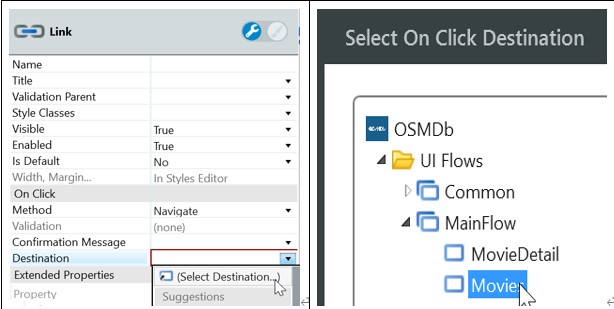 Link
Name
Title
Validation Parent
Style Classes
Visible True
Enabled True
Is Default No
Width, Margin... In Styles Editor
On Click
Method Navigate
Validation (none)
Confirmation Message
Destination
Extended Properties
(Select Destination...)
Property
Suggestions
Select On Click Destination
OSMDb
UI Flows
Common
MainFlow
MovieDetail
Movies